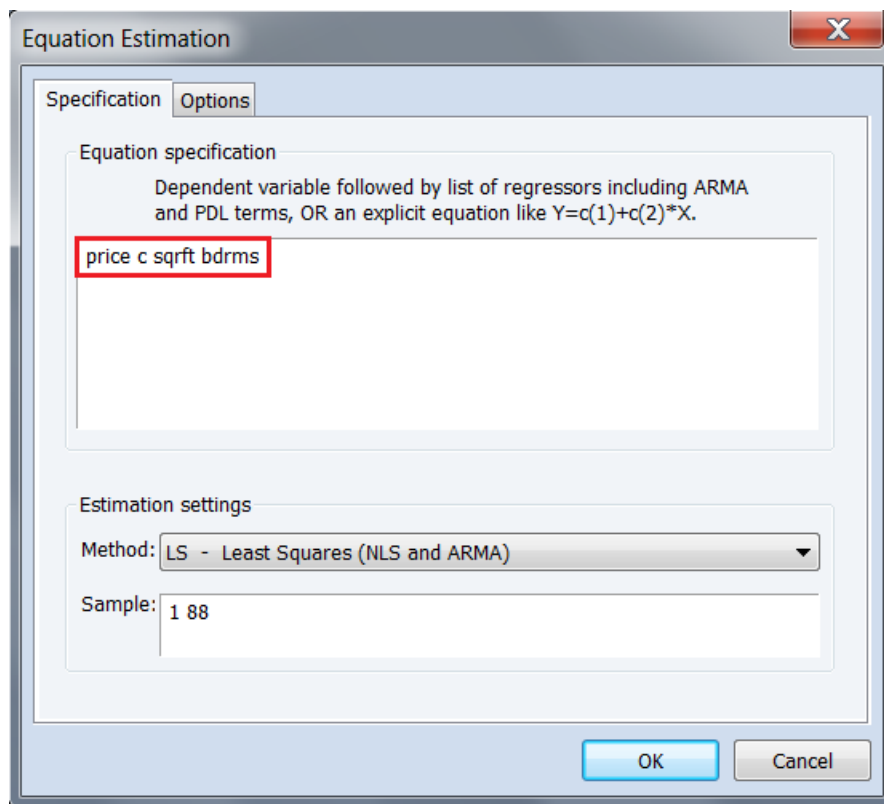 Equation Estimation
Specification
Options
Equation specification
Dependent variable followed by list of regressors including ARMA
and PDL terms, OR an explicit equation like Y=c(1)+c(2)*X.
price c sqrft bdrms
Estimation settings
Method: LS - Least Squares (NLS and ARMA)
Sample: 1 88
OK Cancel